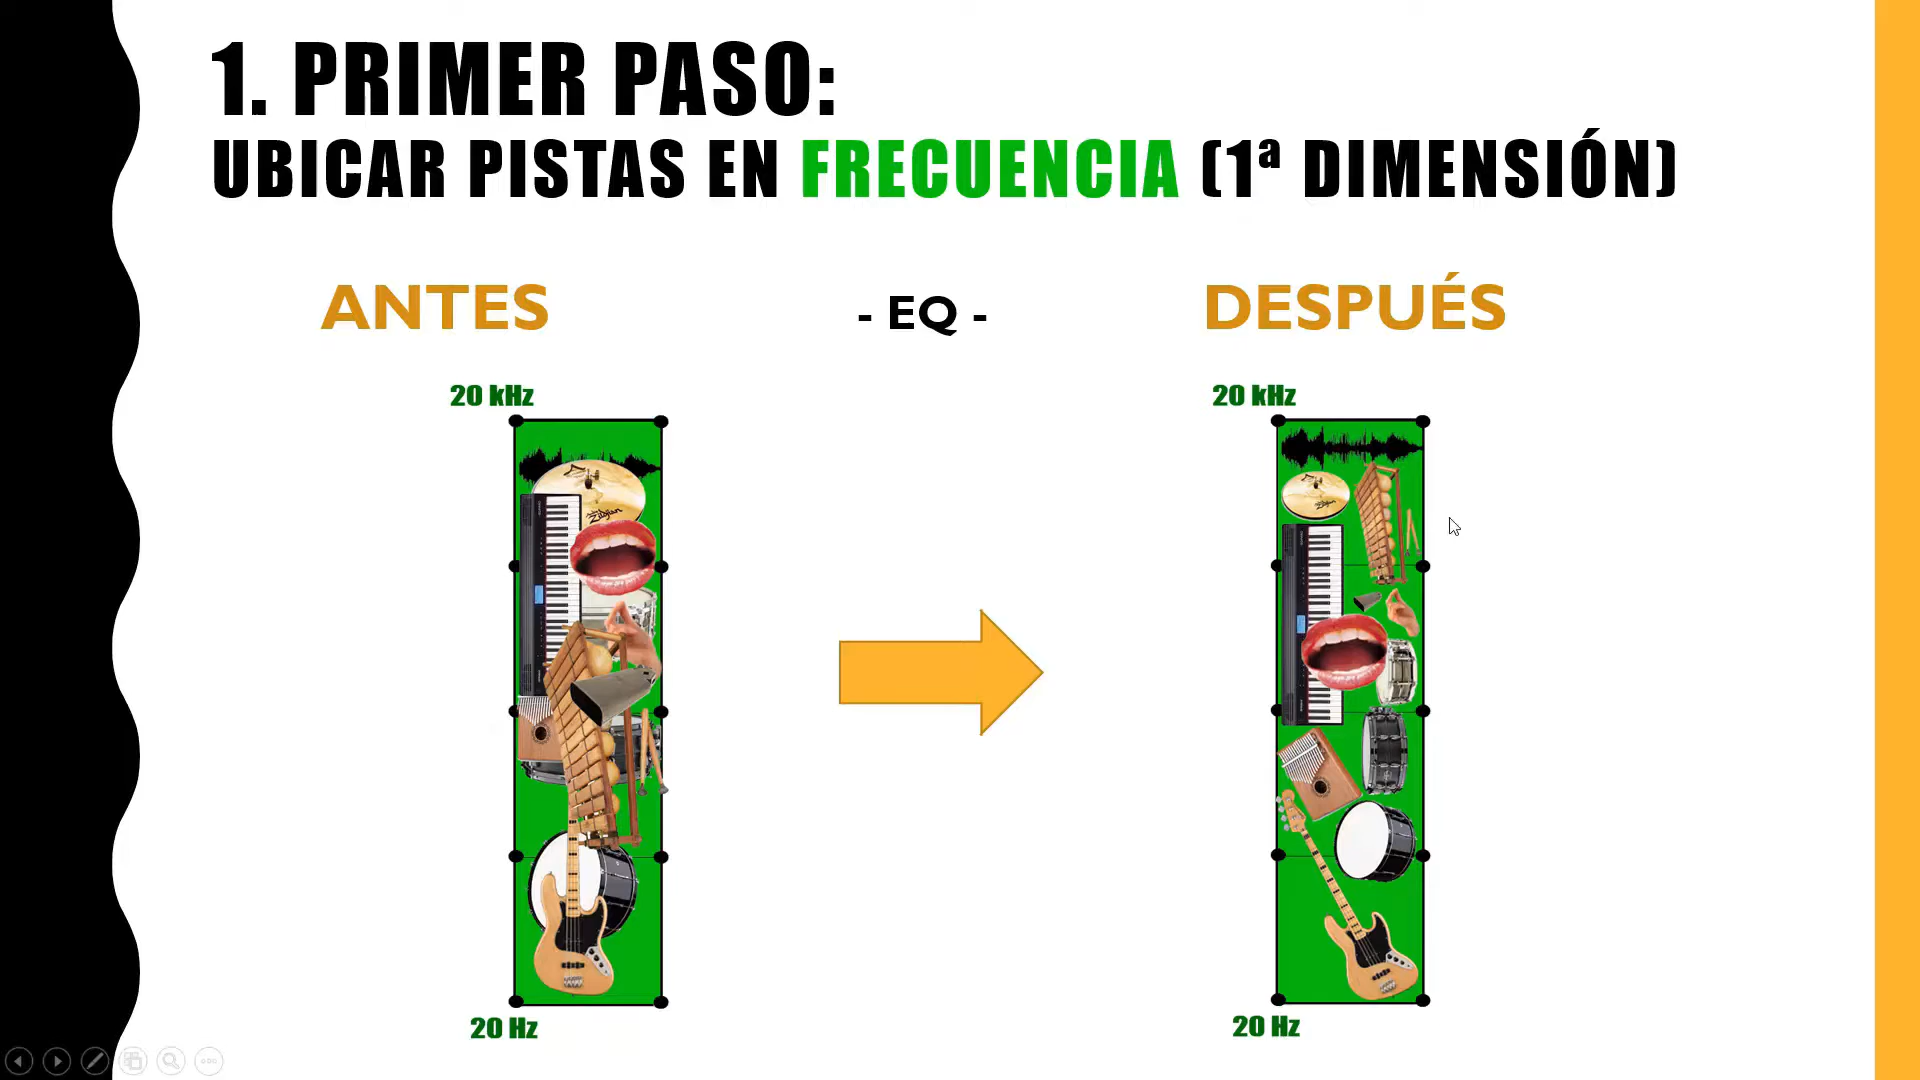 1. PRIMER PASO:
UBICAR PISTAS EN FRECUENCIA (1ª DIMENSIÓN)
ANTES
- EQ -
DESPUÉS
20 kHz
20 kHz
Zildjian
20 Hz
20 Hz